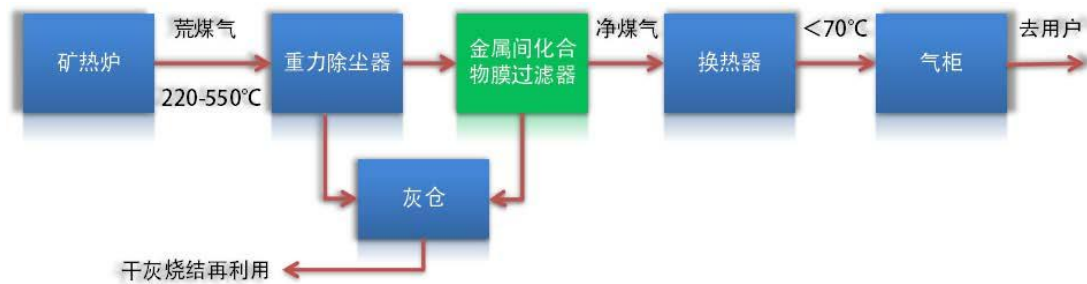 矿热炉
荒煤气
220-550℃
重力除尘器
金属间化合
物膜过滤器
净煤气
换热器
＜70℃
气柜
去用户
灰仓
干灰烧结再利用